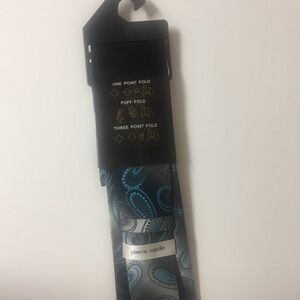 ONE POINT FOLD
PUFF FOLD
THREE POINT FOLD
pierre cardin